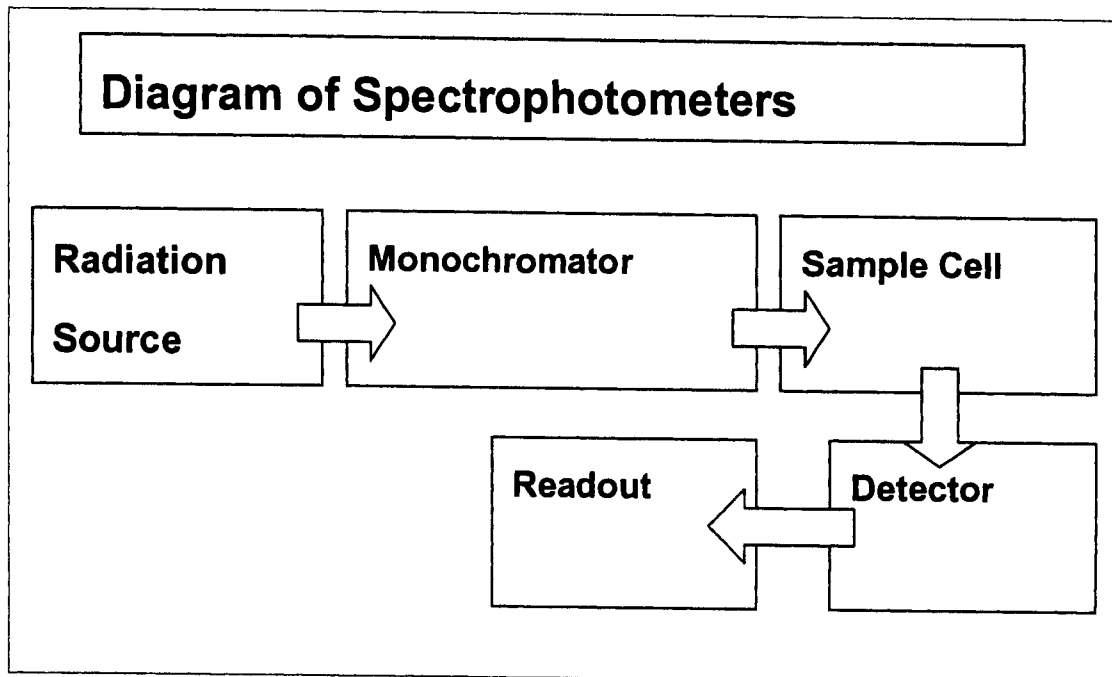 Diagram of Spectrophotometers
Radiation
Source
Monochromator
Sample Cell
Readout
Detector